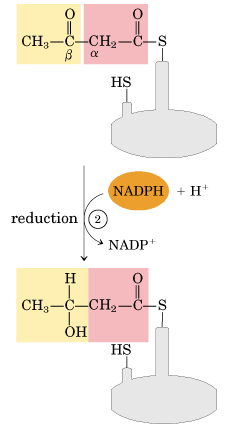 O O
CH₃—C—CH₂—C—S
β α
HS
NADPH + H⁺
reduction 2
NADP⁺
H O
CH₃—C—CH₂—C—S
OH
HS